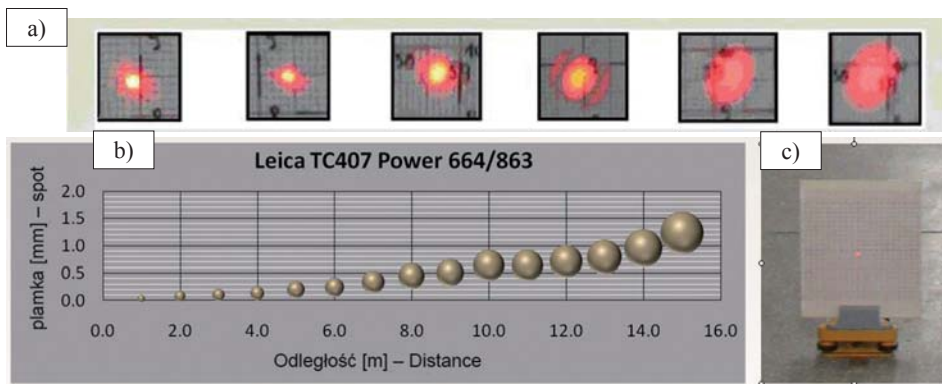 a)
b)
Leica TC407 Power 664/863
plamka [mm] – spot
2.0
1.5
1.0
0.5
0.0
0.0 2.0 4.0 6.0 8.0 10.0 12.0 14.0 16.0
Odległość [m] – Distance
c)